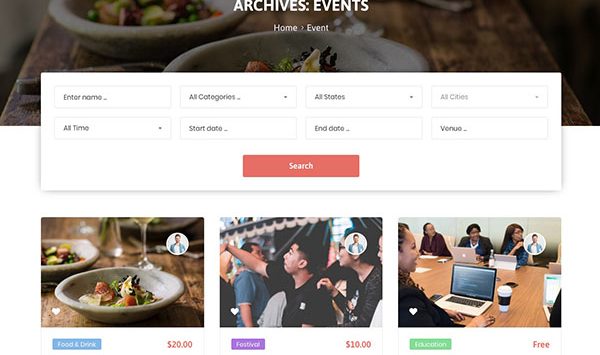 ARCHIVES: EVENTS
Home › Event
Enter name ...
All Categories ...
All States
All Cities
All Time
Start date ...
End date ...
Venue ...
Search
Food & Drink
$20.00
Festival
$10.00
Education
Free